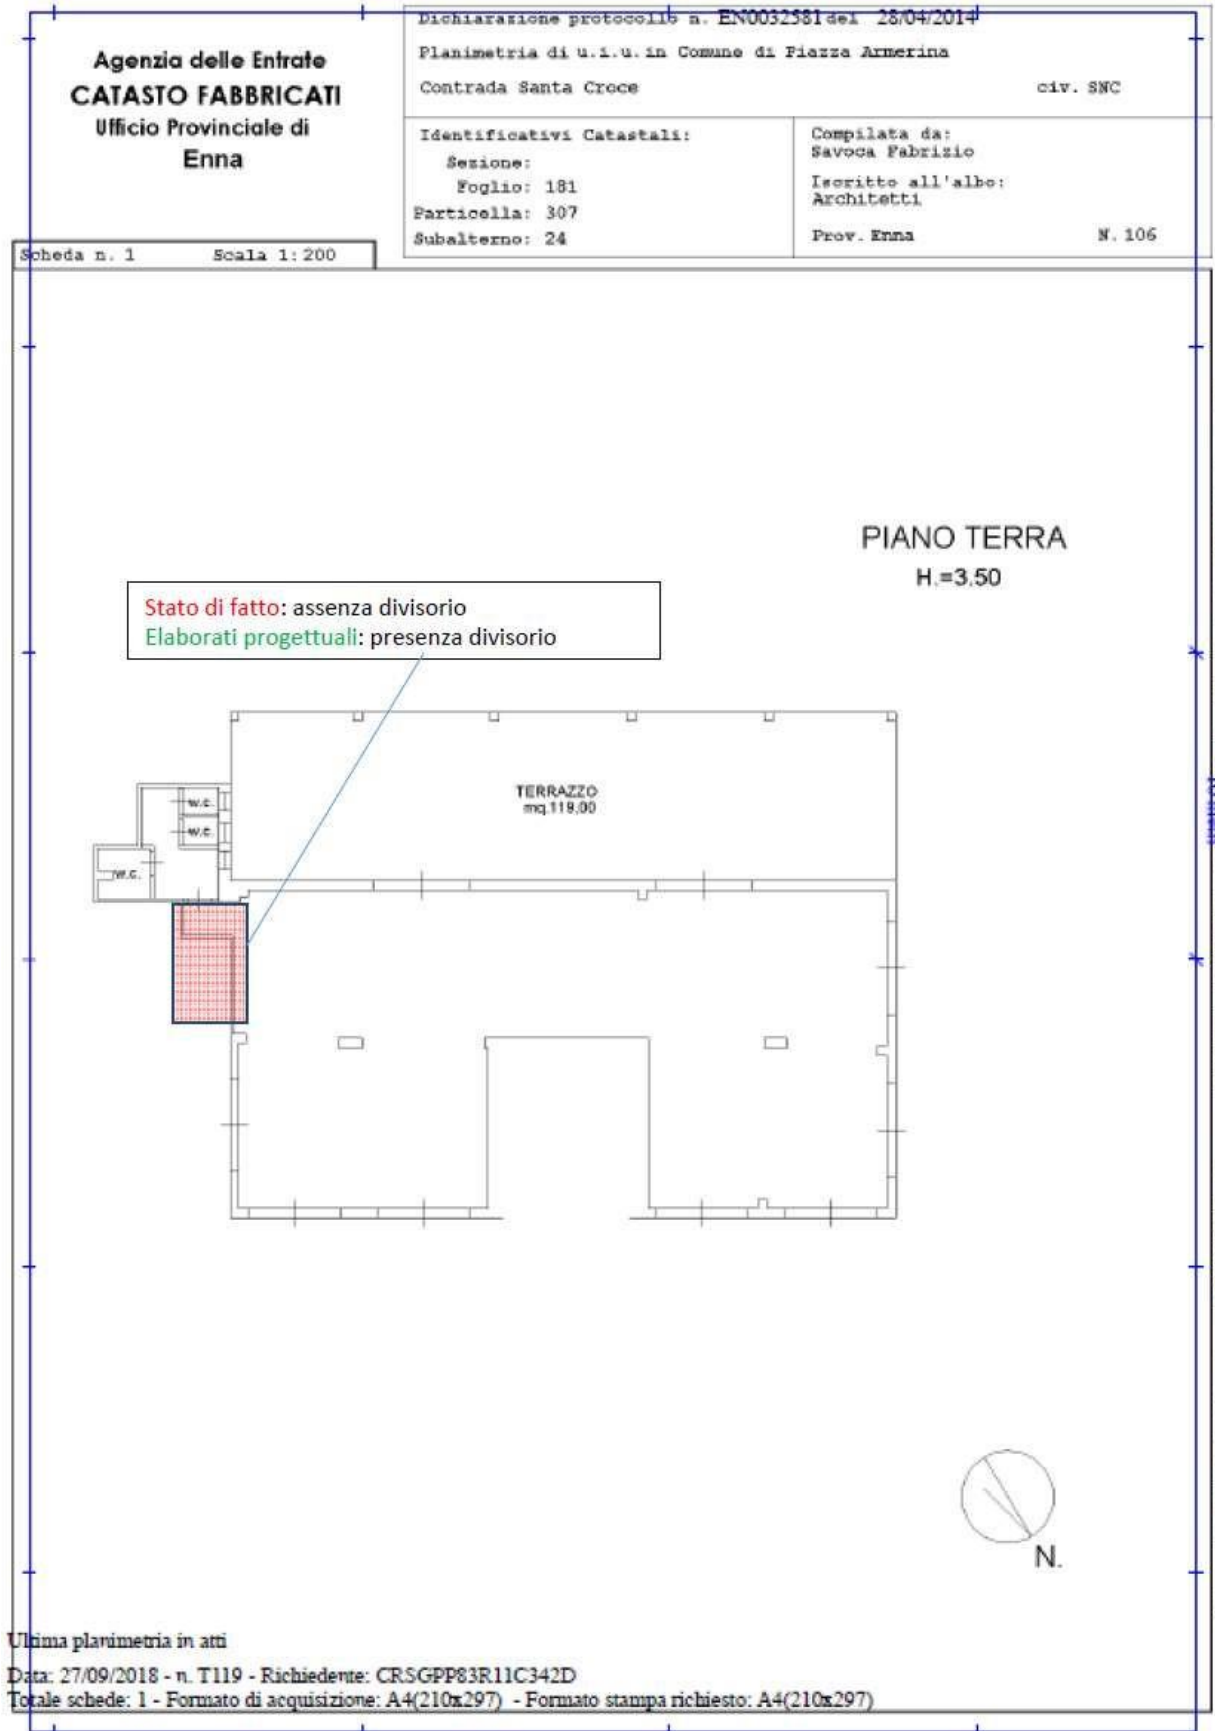 Agenzia delle Entrate
CATASTO FABBRICATI
Ufficio Provinciale di
Enna
Dichiarazione protocollo n. EN0032581 del 28/04/2014
Planimetria di u.i.u. in Comune di Piazza Armerina
Contrada Santa Croce civ. SNC
Identificativi Catastali:
Sezione:
Foglio: 181
Particella: 307
Subalterno: 24
Compilata da:
Savoca Fabrizio
Iscritto all'albo:
Architetti
Prov. Enna N. 106
Scheda n. 1 Scala 1:200
PIANO TERRA
H.=3.50
Stato di fatto: assenza divisorio
Elaborati progettuali: presenza divisorio
TERRAZZO
mq.119,00
W.C.
W.C.
W.C.
N.
Ultima planimetria in atti
Data: 27/09/2018 - n. T119 - Richiedente: CRSGPP83R11C342D
Totale schede: 1 - Formato di acquisizione: A4(210x297) - Formato stampa richiesto: A4(210x297)